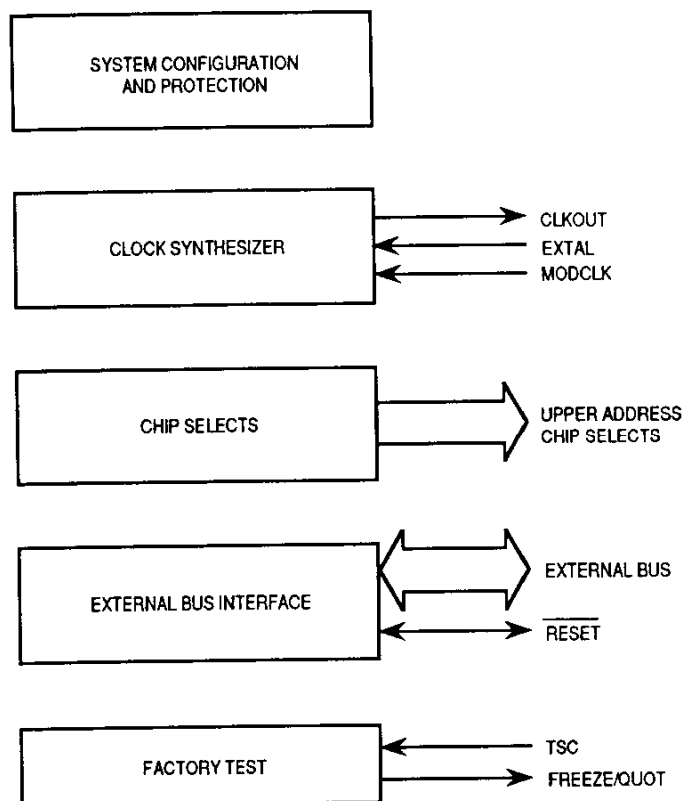 SYSTEM CONFIGURATION
AND PROTECTION
CLOCK SYNTHESIZER
CLKOUT
EXTAL
MODCLK
CHIP SELECTS
UPPER ADDRESS
CHIP SELECTS
EXTERNAL BUS INTERFACE
EXTERNAL BUS
RESET
FACTORY TEST
TSC
FREEZE/QUOT